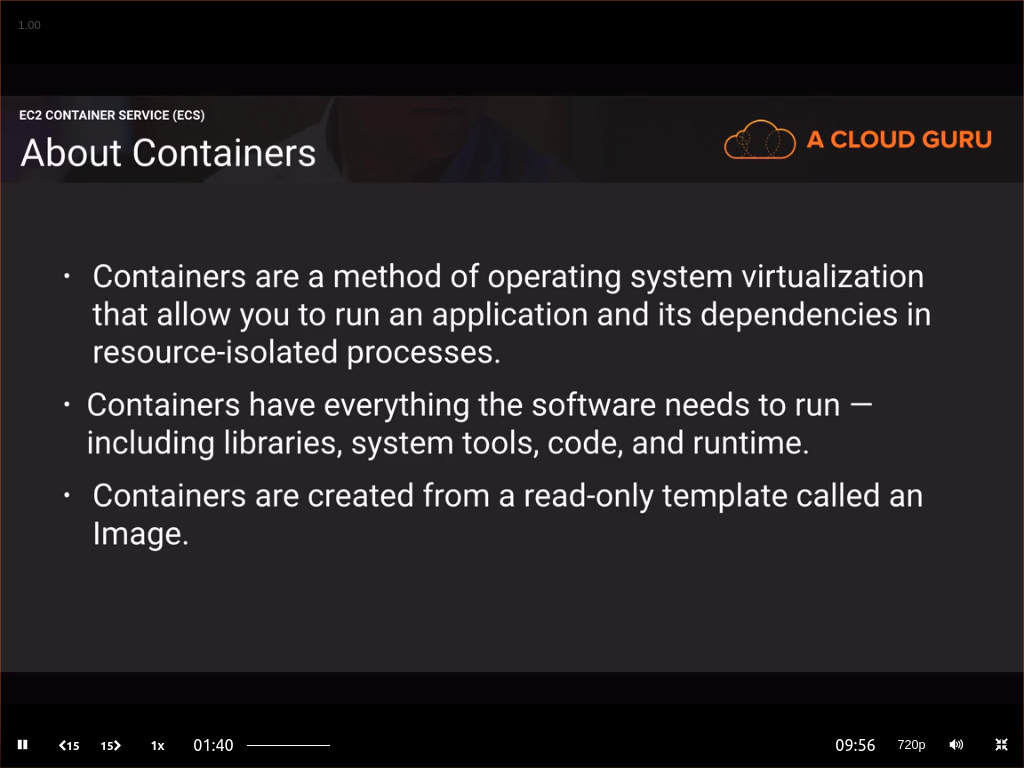 1.00
EC2 CONTAINER SERVICE (ECS)
About Containers
A CLOUD GURU
• Containers are a method of operating system virtualization
that allow you to run an application and its dependencies in
resource-isolated processes.
• Containers have everything the software needs to run —
including libraries, system tools, code, and runtime.
• Containers are created from a read-only template called an
Image.
15 15 1x 01:40 09:56 720p